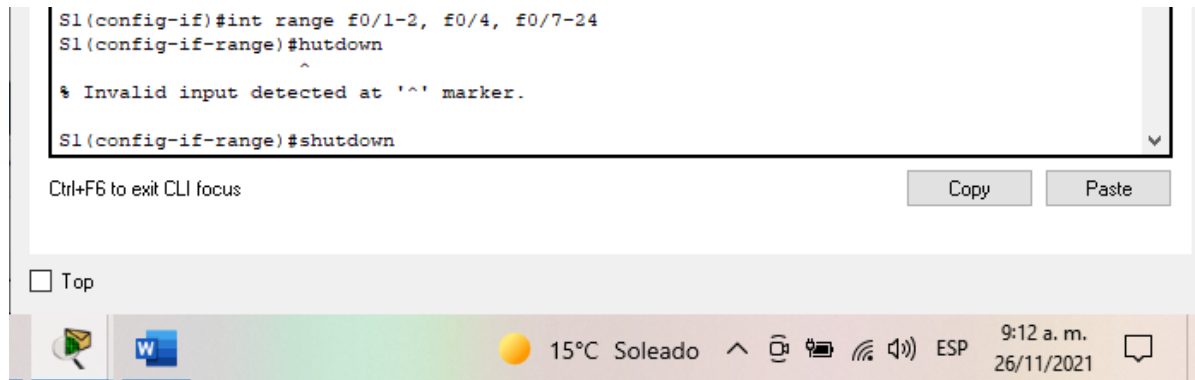 S1(config-if)#int range f0/1-2, f0/4, f0/7-24
S1(config-if-range)#hutdown
^
% Invalid input detected at '^' marker.
S1(config-if-range)#shutdown
Ctrl+F6 to exit CLI focus
Copy
Paste
Top
W
15°C Soleado
ESP
9:12 a. m.
26/11/2021